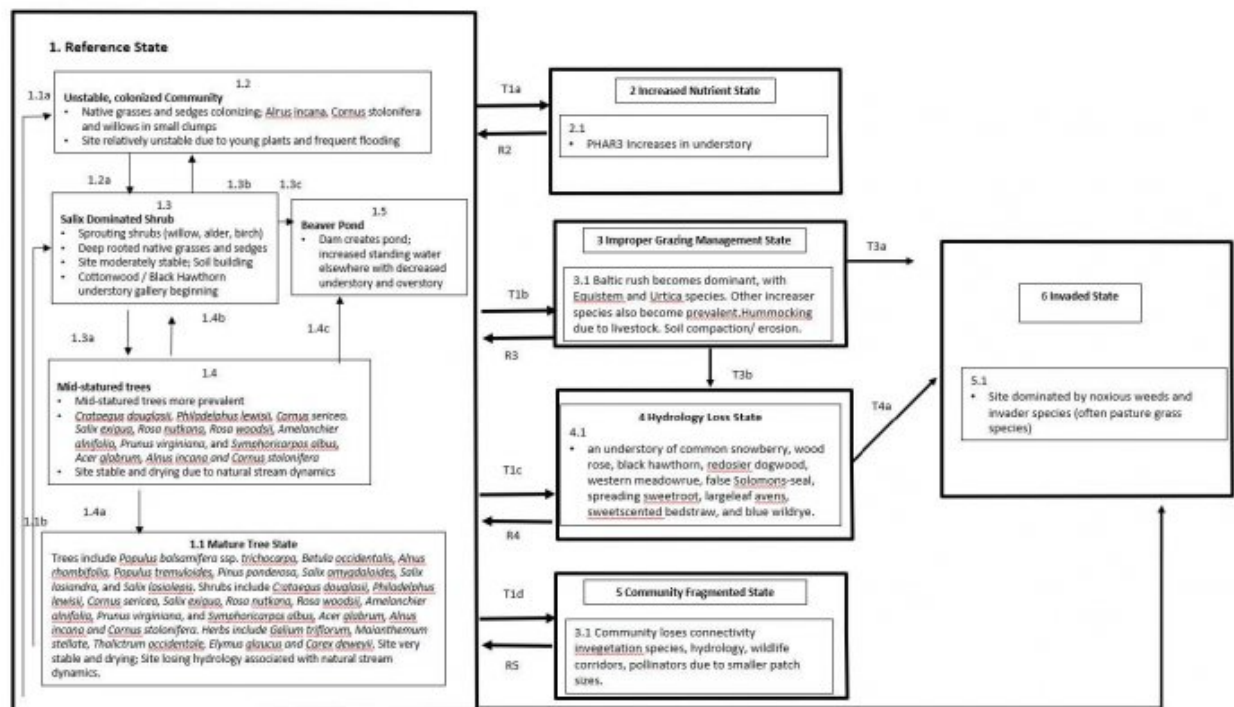 1. Reference State
1.1a
1.2
Unstable, colonized Community
• Native grasses and sedges colonizing; Alrus incana, Cornus stolonifera
and willows in small clumps
• Site relatively unstable due to young plants and frequent flooding
1.2a
1.3b
1.3c
1.3
Salix Dominated Shrub
• Sprouting shrubs (willow, alder, birch)
• Deep rooted native grasses and sedges
• Site moderately stable; Soil building
• Cottonwood / Black Hawthorn
understory gallery beginning
1.5
Beaver Pond
• Dam creates pond;
increased standing water
elsewhere with decreased
understory and overstory
1.3a
1.4b
1.4c
1.4
Mid-statured trees
• Mid-statured trees more prevalent
• Crataegus douglasii, Philadelphus lewisii, Cornus sericea,
Salix exigua, Rosa nutkana, Rosa woodsii, Amelanchier
alnifolia, Prunus virginiana, and Symphoricarpos albus,
Acer glabrum, Alnus incana and Cornus stolonifera
• Site stable and drying due to natural stream dynamics
1.4a
1.1b
1.1 Mature Tree State
Trees include Populus balsamifera ssp. trichocarpa, Betula occidentalis, Alnus
rhombifolia, Populus tremuloides, Pinus ponderosa, Salix amygdaloides, Salix
lasiandra, and Salix lasiolepis. Shrubs include Crataegus douglasii, Philadelphus
lewisii, Cornus sericea, Salix exigua, Rosa nutkana, Rosa woodsii, Amelanchier
alnifolia, Prunus virginiana, and Symphoricarpos albus, Acer glabrum, Alnus
incana and Cornus stolonifera. Herbs include Galium triflorum, Maianthemum
stellate, Thalictrum occidentale, Elymus glaucus and Carex deweyii. Site very
stable and drying; Site losing hydrology associated with natural stream
dynamics.
T1a
R2
2 Increased Nutrient State
2.1
• PHAR3 Increases in understory
T1b
R3
3 Improper Grazing Management State
3.1 Baltic rush becomes dominant, with
Equistem and Urtica species. Other increaser
species also become prevalent.Hummocking
due to livestock. Soil compaction/ erosion.
T3a
T3b
T1c
R4
4 Hydrology Loss State
4.1
• an understory of common snowberry, wood
rose, black hawthorn, redosier dogwood,
western meadowrue, false Solomons-seal,
spreading sweetroot, largeleaf avens,
sweetscented bedstraw, and blue wildrye.
T4a
T1d
R5
5 Community Fragmented State
3.1 Community loses connectivity
invegetation species, hydrology, wildlife
corridors, pollinators due to smaller patch
sizes.
6 Invaded State
5.1
• Site dominated by noxious weeds and
invader species (often pasture grass
species)